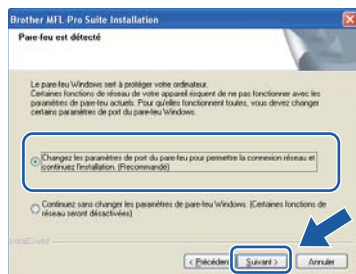 Brother MFL-Pro Suite Installation
Pare-feu est détecté
Le pare-feu Windows sert à protéger votre ordinateur.
Certaines fonctions de réseau de votre appareil risquent de ne pas fonctionner avec les
paramètres de pare-feu actuels. Pour qu'elles fonctionnent toutes, vous devez changer
certains paramètres de port du pare-feu Windows.
Changez les paramètres de port du pare-feu pour permettre la connexion réseau et
continuez l'installation. (Recommandé)
Continuez sans changer les paramètres de pare-feu Windows. (Certaines fonctions de
réseau seront désactivées)
InstallShield
< Précédent
Suivant >
Annuler